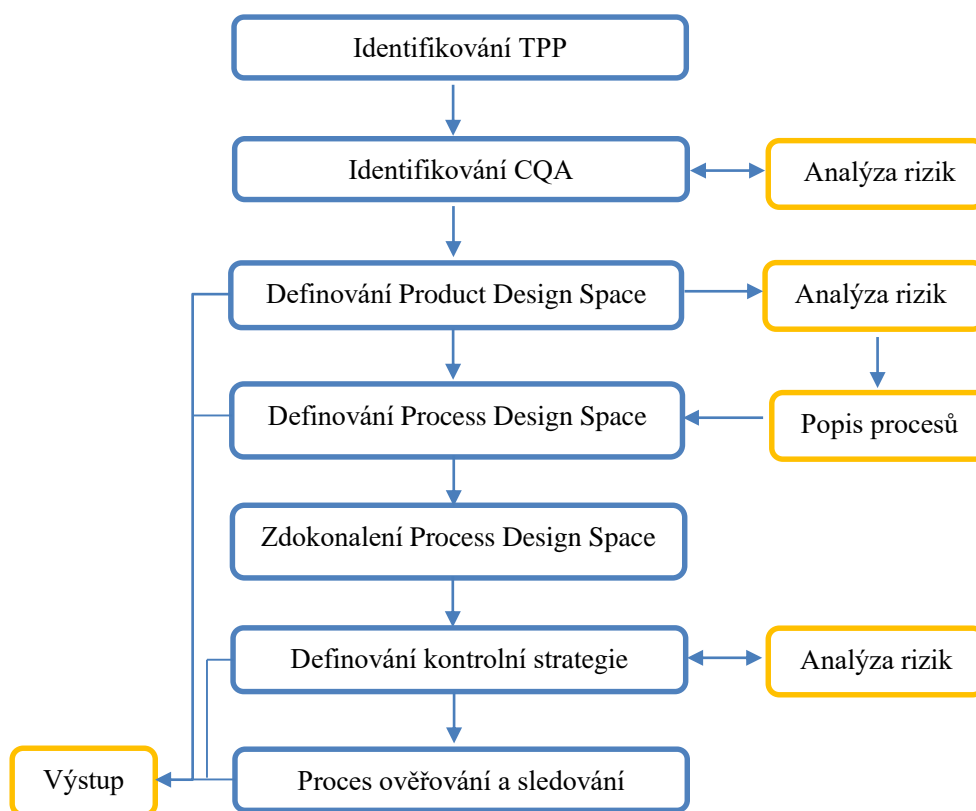 Identifikování TPP
Identifikování CQA
Analýza rizik
Definování Product Design Space
Analýza rizik
Definování Process Design Space
Popis procesů
Zdokonalení Process Design Space
Definování kontrolní strategie
Analýza rizik
Výstup
Proces ověřování a sledování